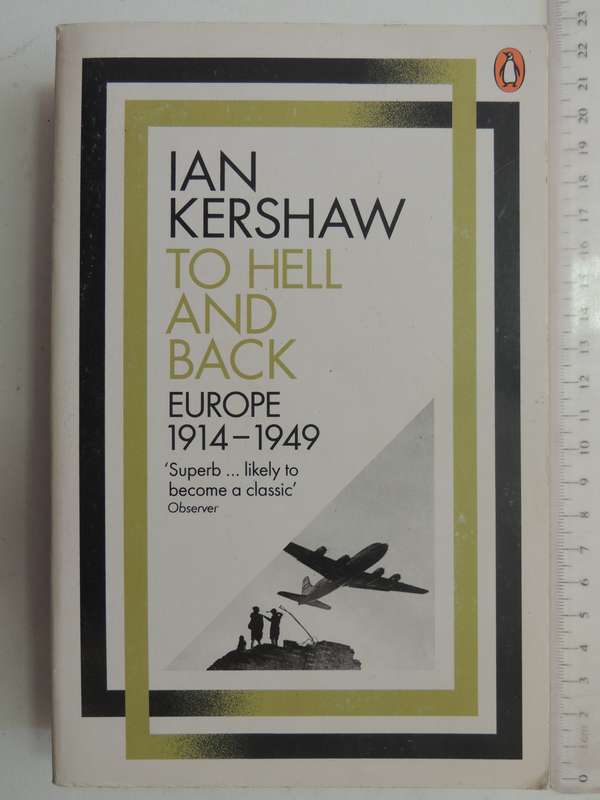 IAN
KERSHAW
TO HELL
AND
BACK
EUROPE
1914–1949
‘Superb ... likely to
become a classic’
Observer
23
22
21
20
19
18
17
16
15
14
13
12
11
10
9
8
7
6
5
4
3
2
1cm
0